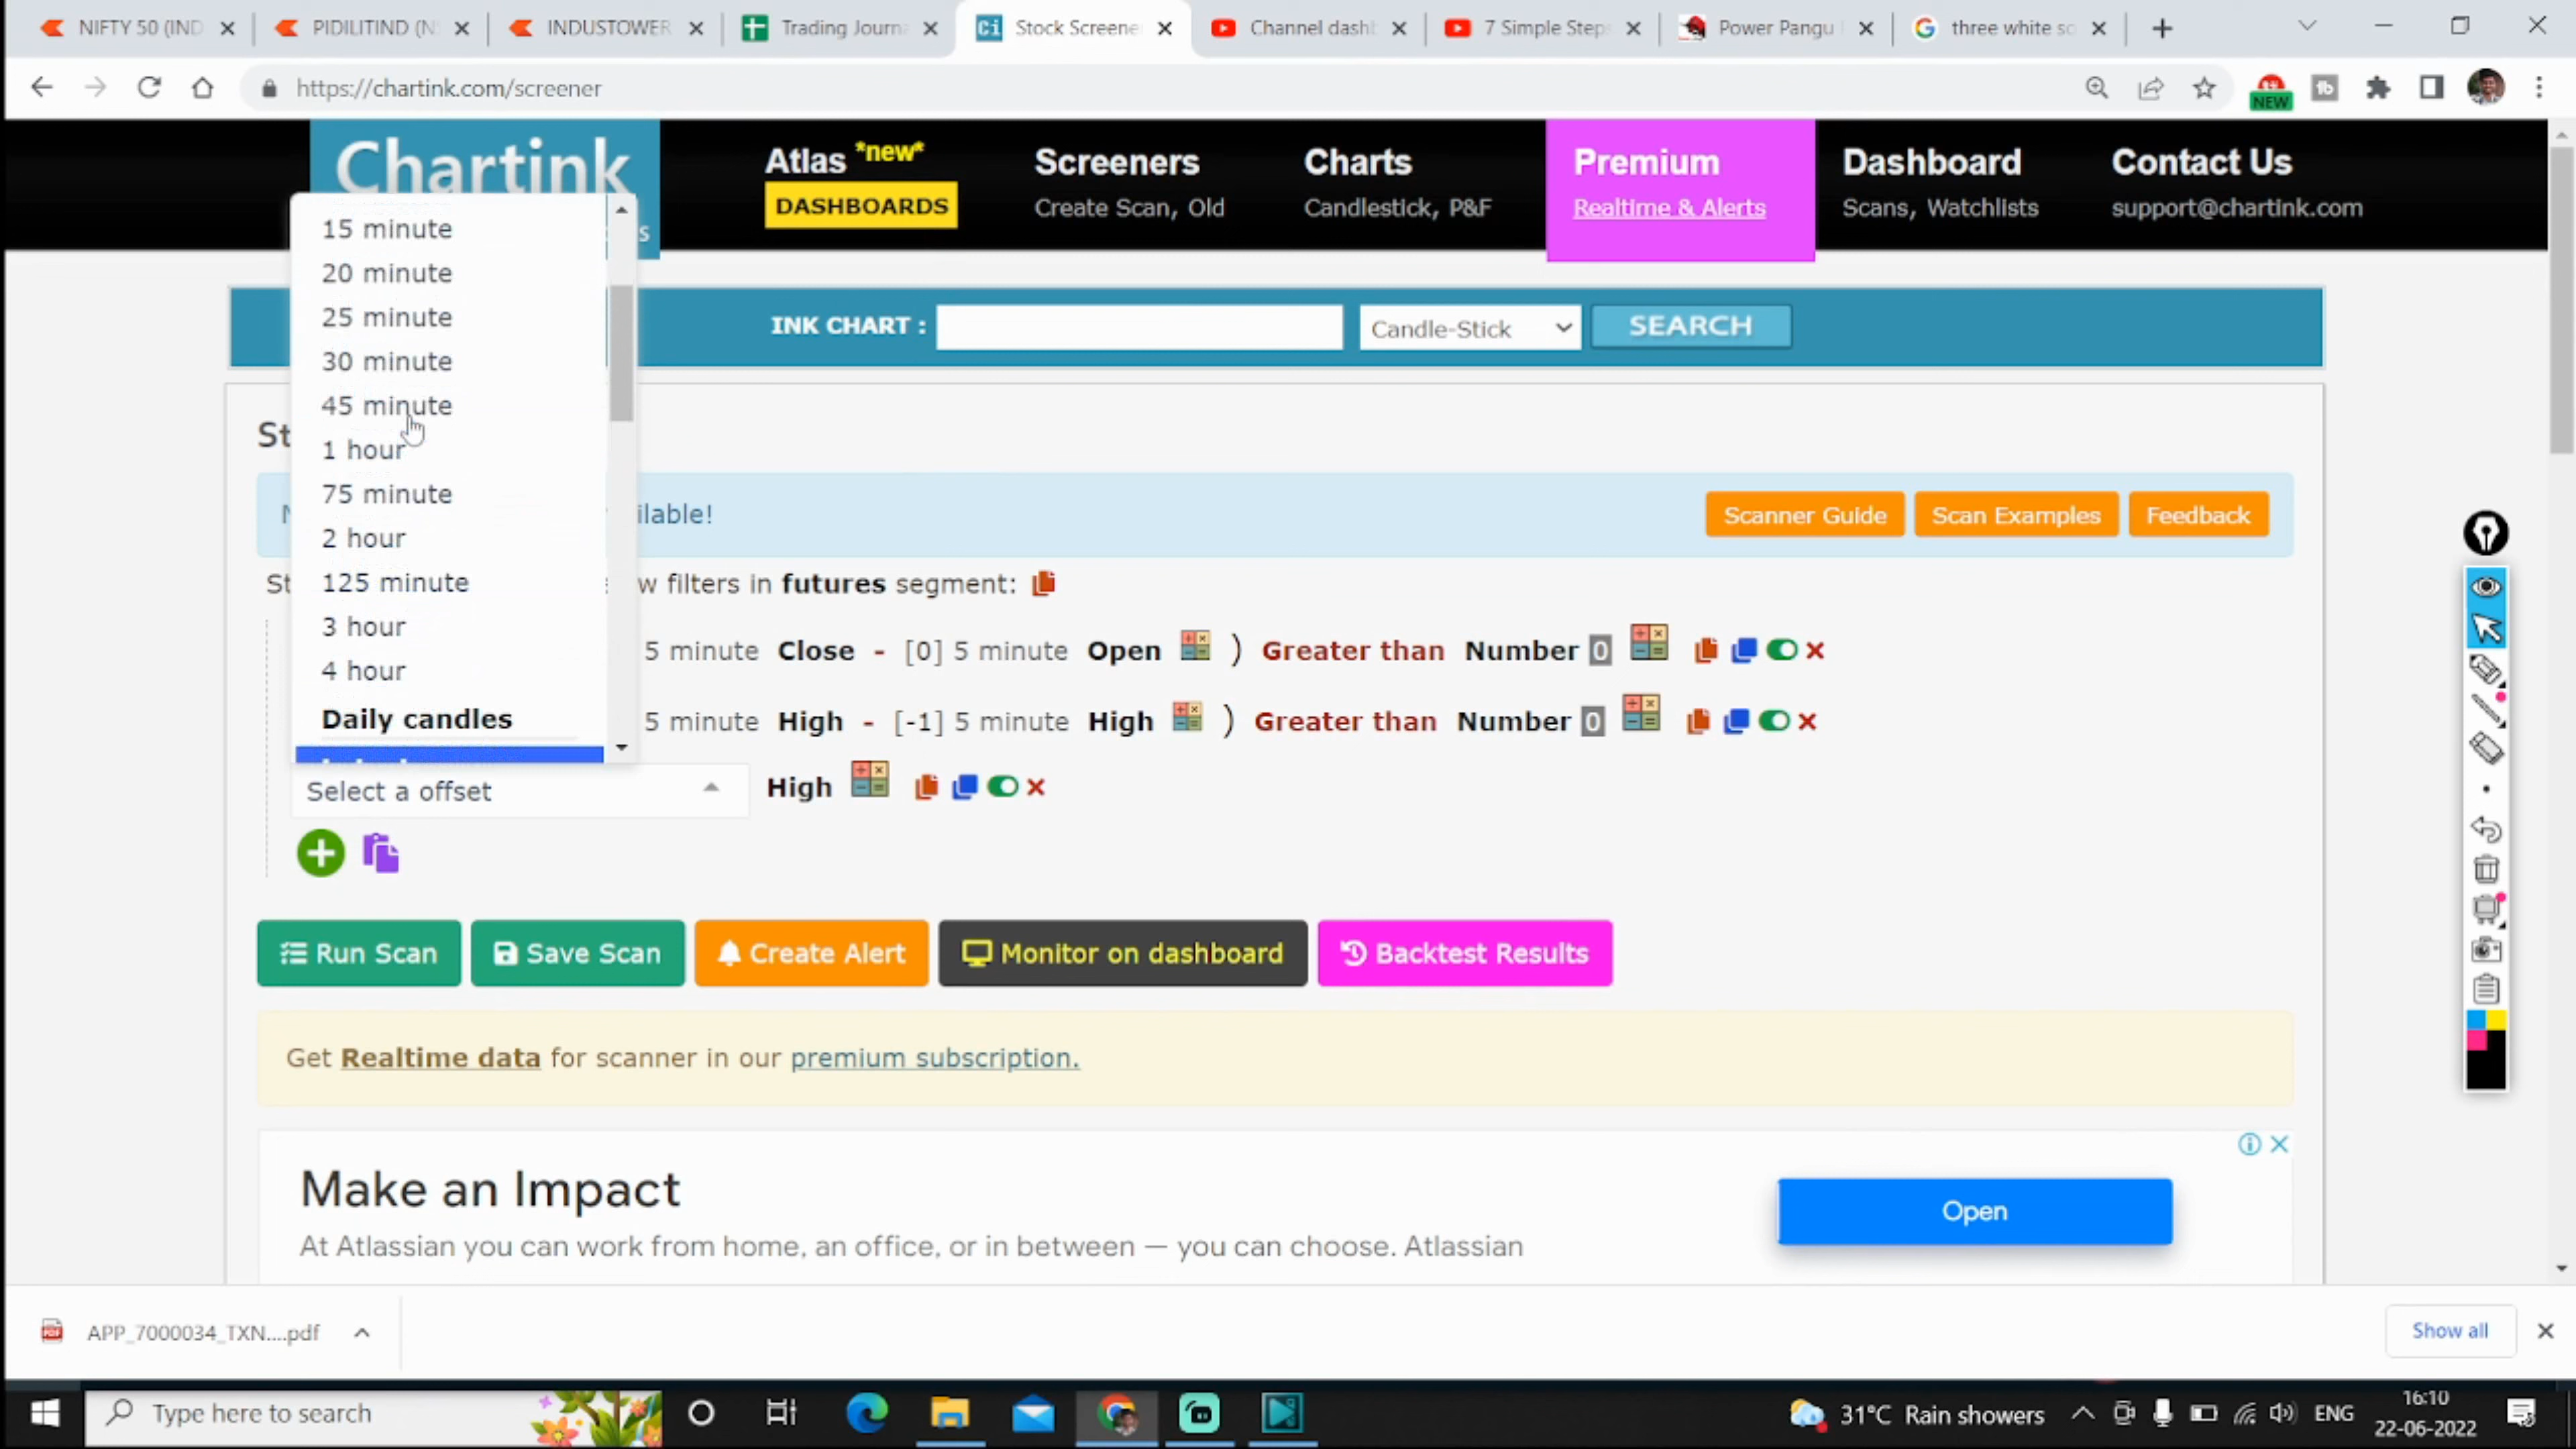 NIFTY 50 (IND
PIDILITIND (N
INDUSTOWER
Trading Journa
Stock Screene
Channel dashb
7 Simple Steps
Power Pangu
three white so
https://chartink.com/screener
NEW
Chartink
Atlas *new*
DASHBOARDS
Screeners
Create Scan, Old
Charts
Candlestick, P&F
Premium
Realtime & Alerts
Dashboard
Scans, Watchlists
Contact Us
support@chartink.com
s
INK CHART :
Candle-Stick
SEARCH
15 minute
20 minute
25 minute
30 minute
45 minute
1 hour
75 minute
2 hour
125 minute
3 hour
4 hour
Daily candles
Select a offset
St
ilable!
Scanner Guide
Scan Examples
Feedback
St
w filters in futures segment:
5 minute Close - [0] 5 minute Open ) Greater than Number 0
5 minute High - [-1] 5 minute High ) Greater than Number 0
High
Run Scan
Save Scan
Create Alert
Monitor on dashboard
Backtest Results
Get Realtime data for scanner in our premium subscription.
Make an Impact
At Atlassian you can work from home, an office, or in between — you can choose. Atlassian
Open
APP_7000034_TXN....pdf
Show all
Type here to search
31°C Rain showers
ENG
16:10
22-06-2022